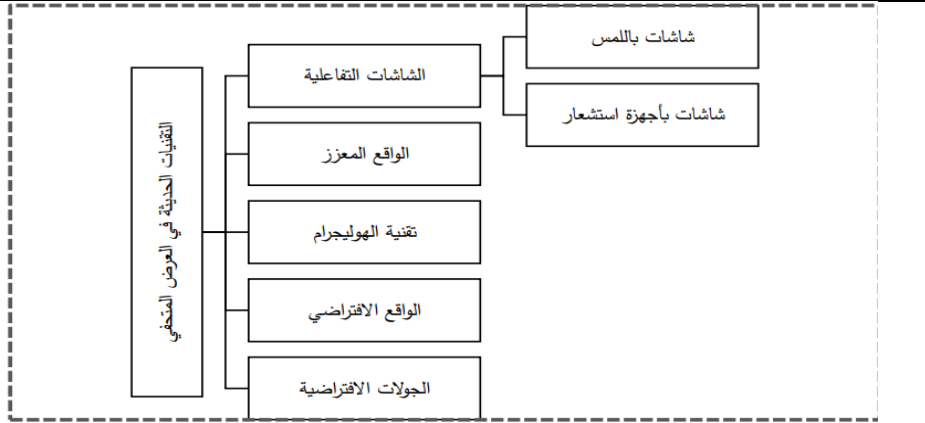 التقنيات الحديثة في العرض المتحفي
الشاشات التفاعلية
شاشات باللمس
شاشات بأجهزة استشعار
الواقع المعزز
تقنية الهوليجرام
الواقع الافتراضي
الجولات الافتراضية